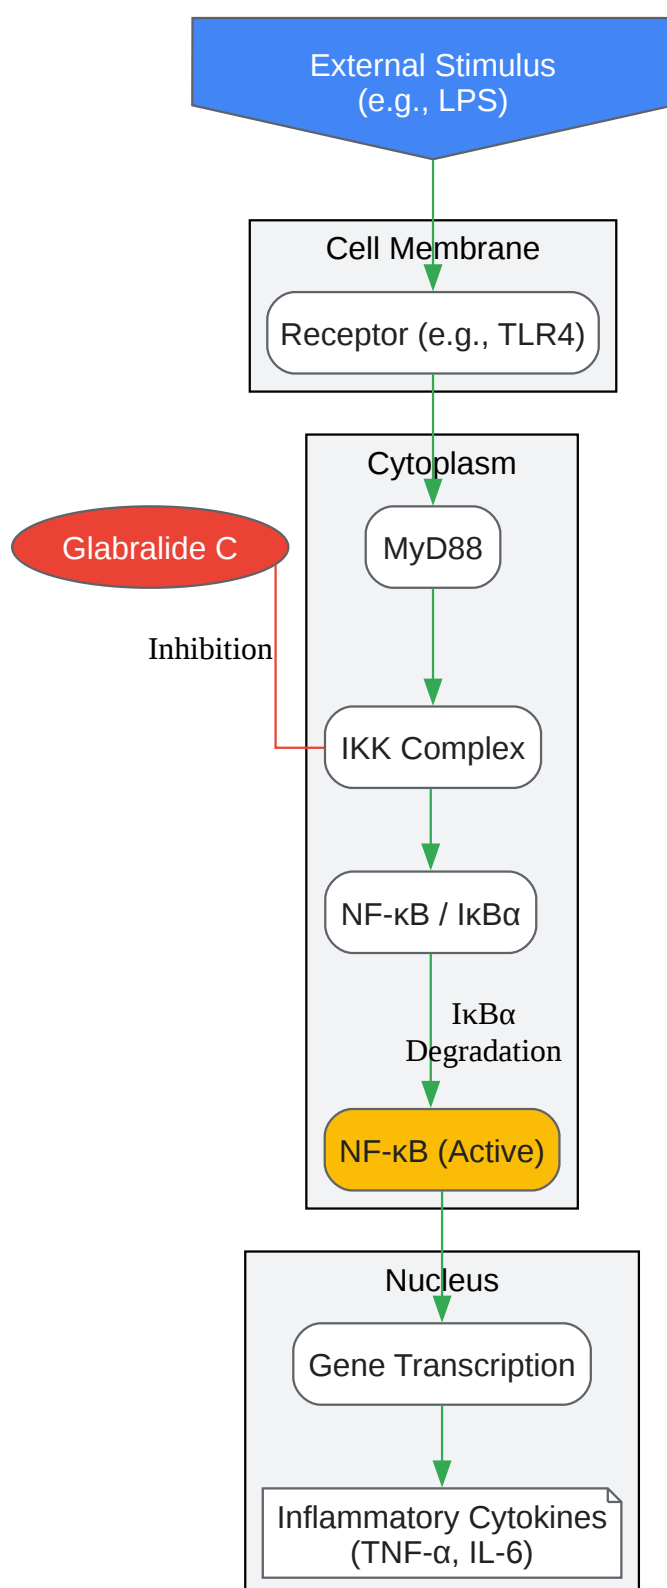 External Stimulus
(e.g., LPS)
Cell Membrane
Receptor (e.g., TLR4)
Cytoplasm
Glabralide C
MyD88
Inhibition
IKK Complex
NF-κB / IκBα
IκBα
Degradation
NF-κB (Active)
Nucleus
Gene Transcription
Inflammatory Cytokines
(TNF-α, IL-6)